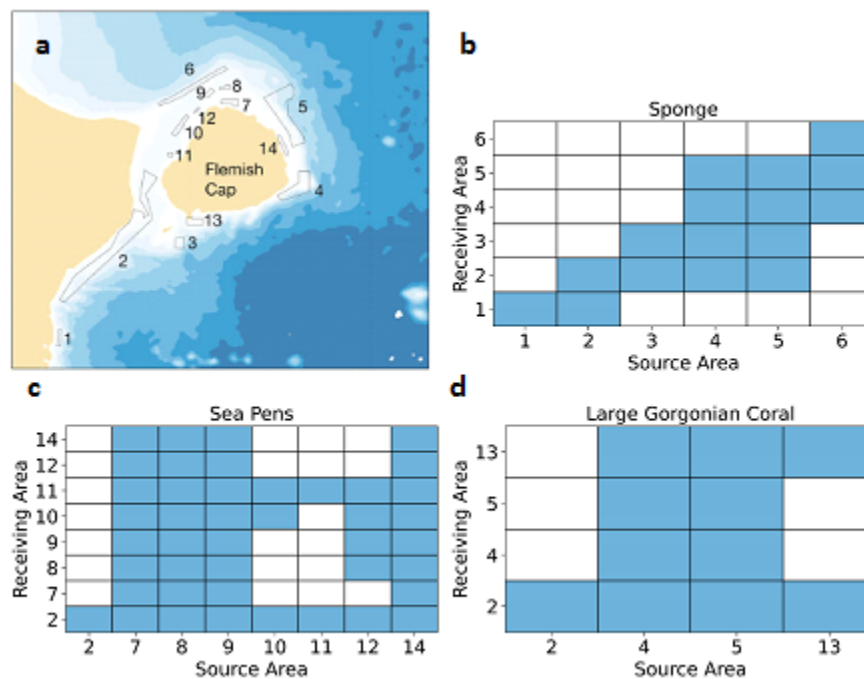 a
6
8
9
7
5
12
10
14
11
Flemish
Cap
4
13
3
2
1
b
Sponge
Receiving Area
6
5
4
3
2
1
1 2 3 4 5 6
Source Area
c
Sea Pens
Receiving Area
14
12
11
10
9
8
7
2
2 7 8 9 10 11 12 14
Source Area
d
Large Gorgonian Coral
Receiving Area
13
5
4
2
2 4 5 13
Source Area